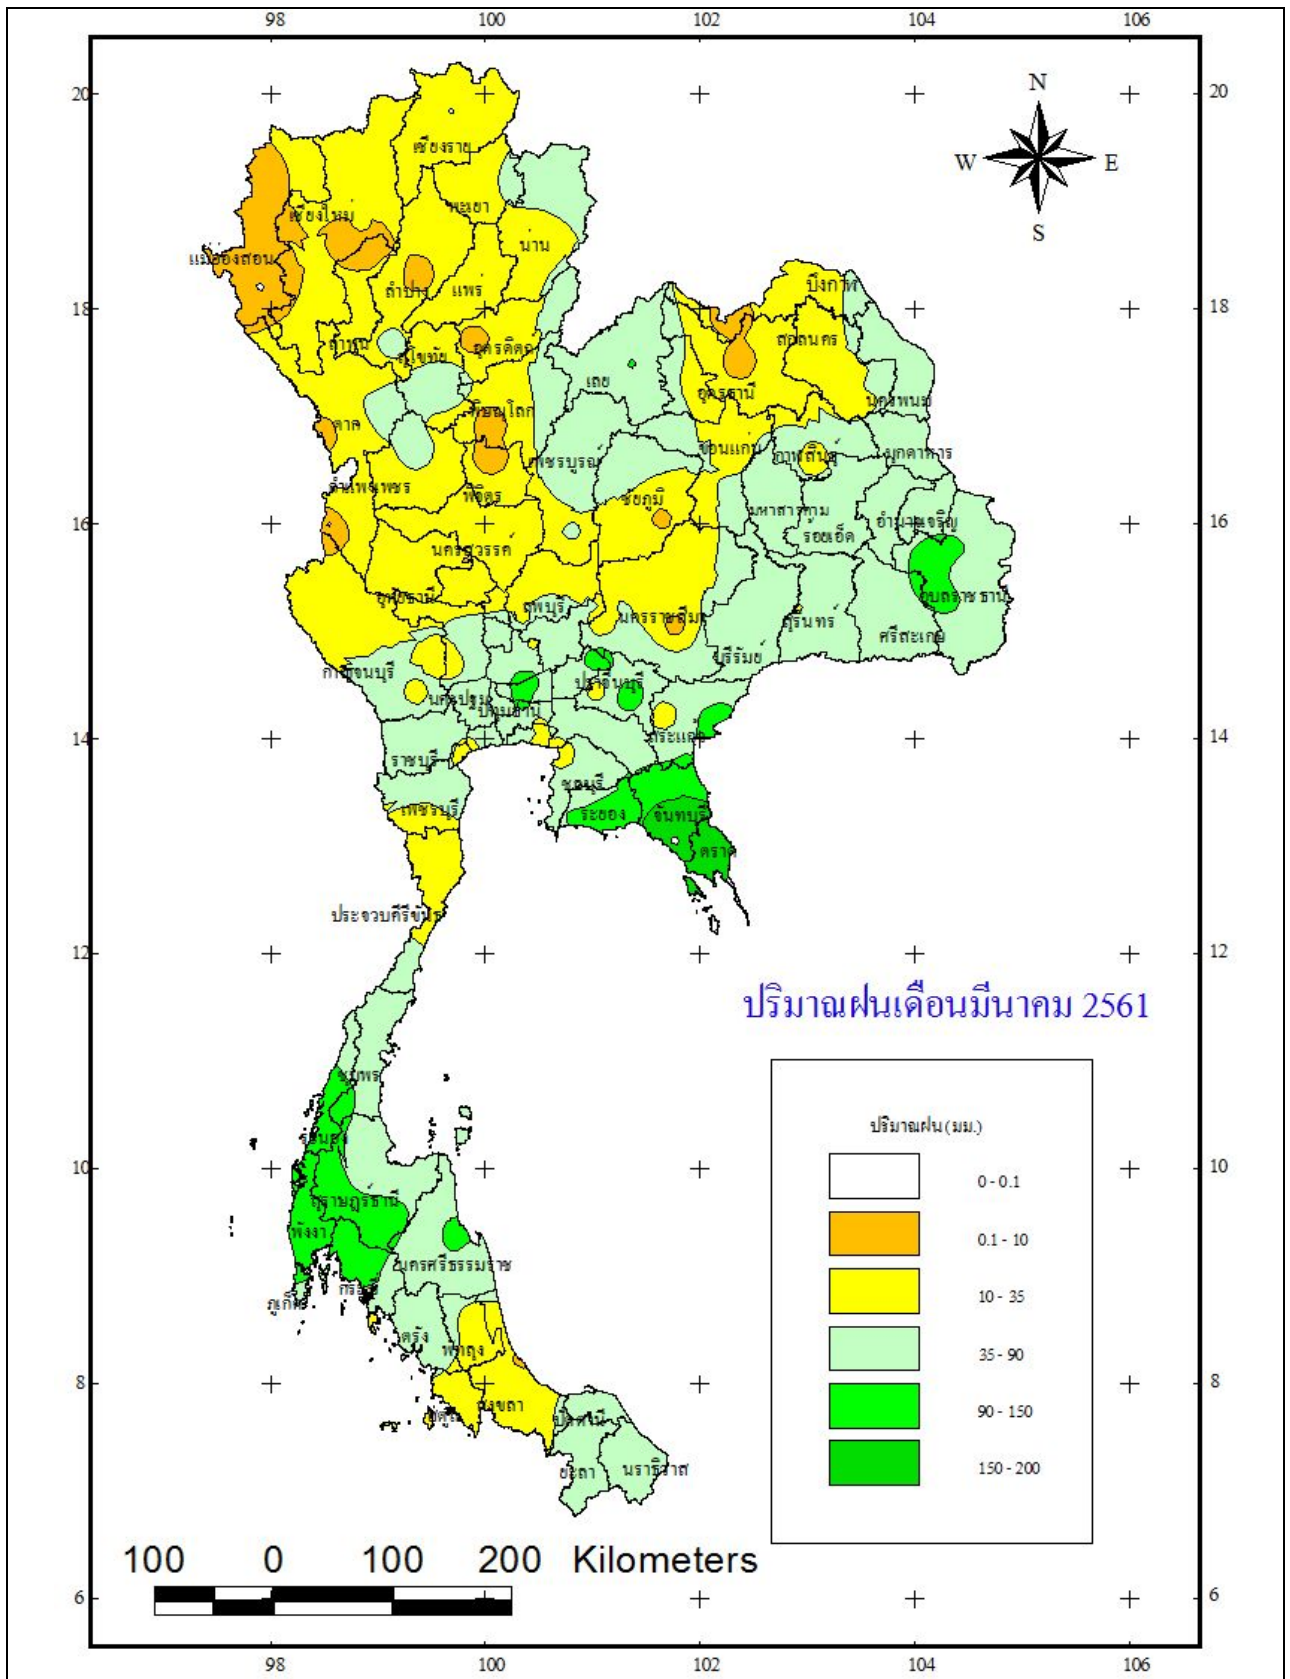 98 100 102 104 106
20 20
N
W E
S
เชียงราย
พะเยา
เชียงใหม่
น่าน
แม่ฮ่องสอน
ลำปาง
แพร่
บึงกาฬ
18 18
ลำพูน
สุโขทัย
อุตรดิตถ์
สกลนคร
เลย
อุดรธานี
นครพนม
ตาก
พิษณุโลก
ขอนแก่น
กาฬสินธุ์
มุกดาหาร
เพชรบูรณ์
กำแพงเพชร
พิจิตร
ชัยภูมิ
มหาสารคาม
อำนาจเจริญ
16 16
ร้อยเอ็ด
นครสวรรค์
อุทัยธานี
ลพบุรี
นครราชสีมา
สุรินทร์
อุบลราชธานี
ศรีสะเกษ
บุรีรัมย์
กาญจนบุรี
ปราจีนบุรี
นครปฐม
ปทุมธานี
สระแก้ว
14 14
ราชบุรี
ชลบุรี
เพชรบุรี
ระยอง
จันทบุรี
ตราด
ประจวบคีรีขันธ์
12 12
ปริมาณฝนเดือนมีนาคม 2561
ชุมพร
ระนอง
10 10
สุราษฎร์ธานี
พังงา
นครศรีธรรมราช
กระบี่
ภูเก็ต
ตรัง
พัทลุง
8 8
สตูล
สงขลา
ปัตตานี
ยะลา
นราธิวาส
ปริมาณฝน (มม.)
0 - 0.1
0.1 - 10
10 - 35
35 - 90
90 - 150
150 - 200
100 0 100 200 Kilometers
6 6
98 100 102 104 106